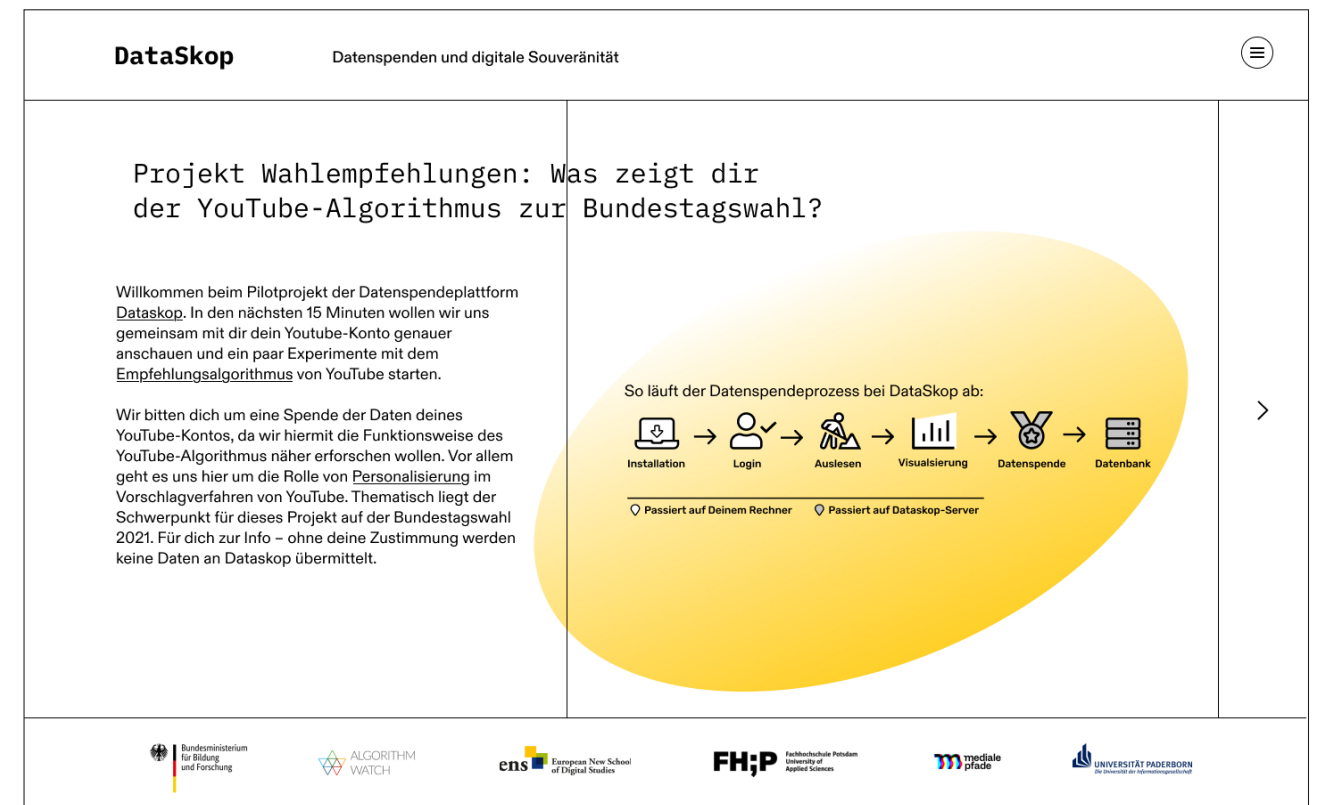 DataSkop
Datenspenden und digitale Souveränität
Projekt Wahlempfehlungen: Was zeigt dir
der YouTube-Algorithmus zur Bundestagswahl?
Willkommen beim Pilotprojekt der Datenspendeplattform
Dataskop. In den nächsten 15 Minuten wollen wir uns
gemeinsam mit dir dein Youtube-Konto genauer
anschauen und ein paar Experimente mit dem
Empfehlungsalgorithmus von YouTube starten.
Wir bitten dich um eine Spende der Daten deines
YouTube-Kontos, da wir hiermit die Funktionsweise des
YouTube-Algorithmus näher erforschen wollen. Vor allem
geht es uns hier um die Rolle von Personalisierung im
Vorschlagverfahren von YouTube. Thematisch liegt der
Schwerpunkt für dieses Projekt auf der Bundestagswahl
2021. Für dich zur Info – ohne deine Zustimmung werden
keine Daten an Dataskop übermittelt.
So läuft der Datenspendeprozess bei DataSkop ab:
Installation Login Auslesen Visualsierung Datenspende Datenbank
Passiert auf Deinem Rechner Passiert auf Dataskop-Server
Bundesministerium
für Bildung
und Forschung
ALGORITHM
WATCH
ens European New School
of Digital Studies
FH;P Fachhochschule Potsdam
University of
Applied Sciences
mediale
pfade
UNIVERSITÄT PADERBORN
Die Universität der Informationsgesellschaft